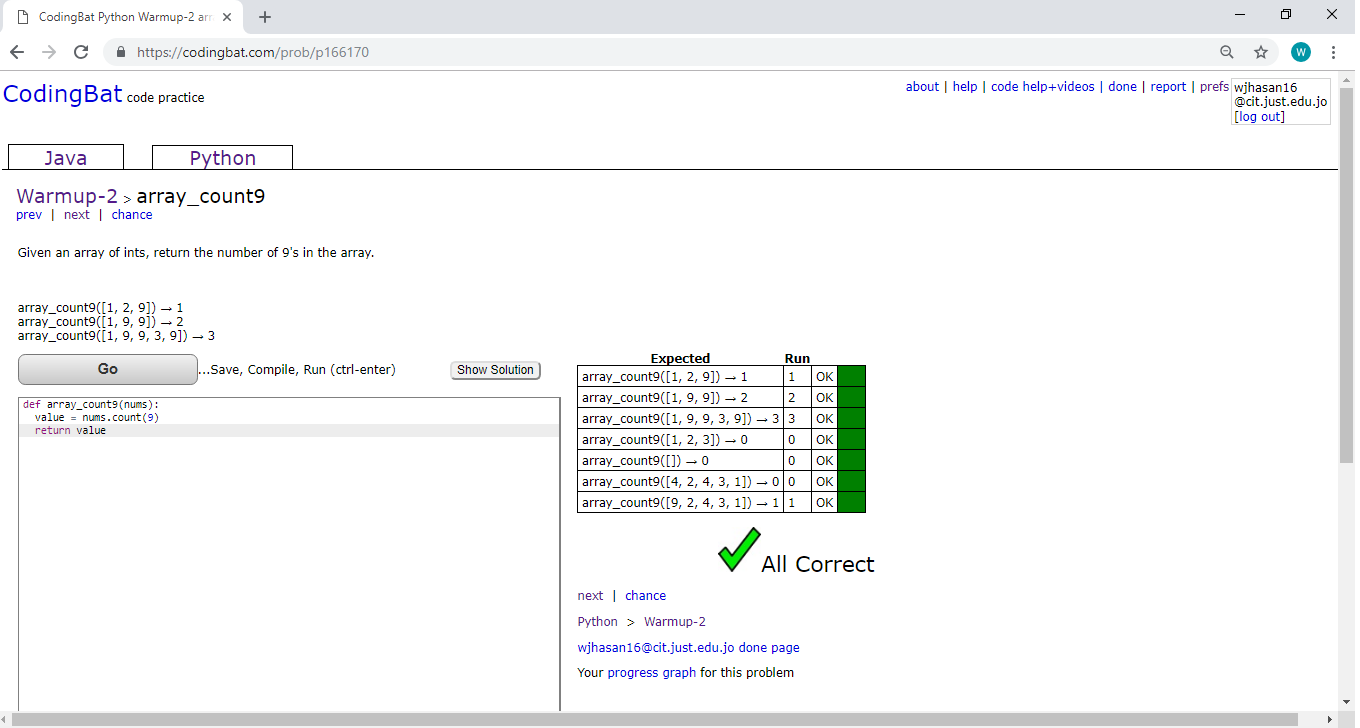 CodingBat Python Warmup-2 arr
https://codingbat.com/prob/p166170
W
CodingBat code practice
about | help | code help+videos | done | report | prefs
wjhasan16
@cit.just.edu.jo
[log out]
Java
Python
Warmup-2 > array_count9
prev | next | chance
Given an array of ints, return the number of 9's in the array.
array_count9([1, 2, 9]) → 1
array_count9([1, 9, 9]) → 2
array_count9([1, 9, 9, 3, 9]) → 3
Go
...Save, Compile, Run (ctrl-enter)
Show Solution
def array_count9(nums):
  value = nums.count(9)
  return value
Expected Run
array_count9([1, 2, 9]) → 1 1 OK
array_count9([1, 9, 9]) → 2 2 OK
array_count9([1, 9, 9, 3, 9]) → 3 3 OK
array_count9([1, 2, 3]) → 0 0 OK
array_count9([]) → 0 0 OK
array_count9([4, 2, 4, 3, 1]) → 0 0 OK
array_count9([9, 2, 4, 3, 1]) → 1 1 OK
All Correct
next | chance
Python > Warmup-2
wjhasan16@cit.just.edu.jo done page
Your progress graph for this problem